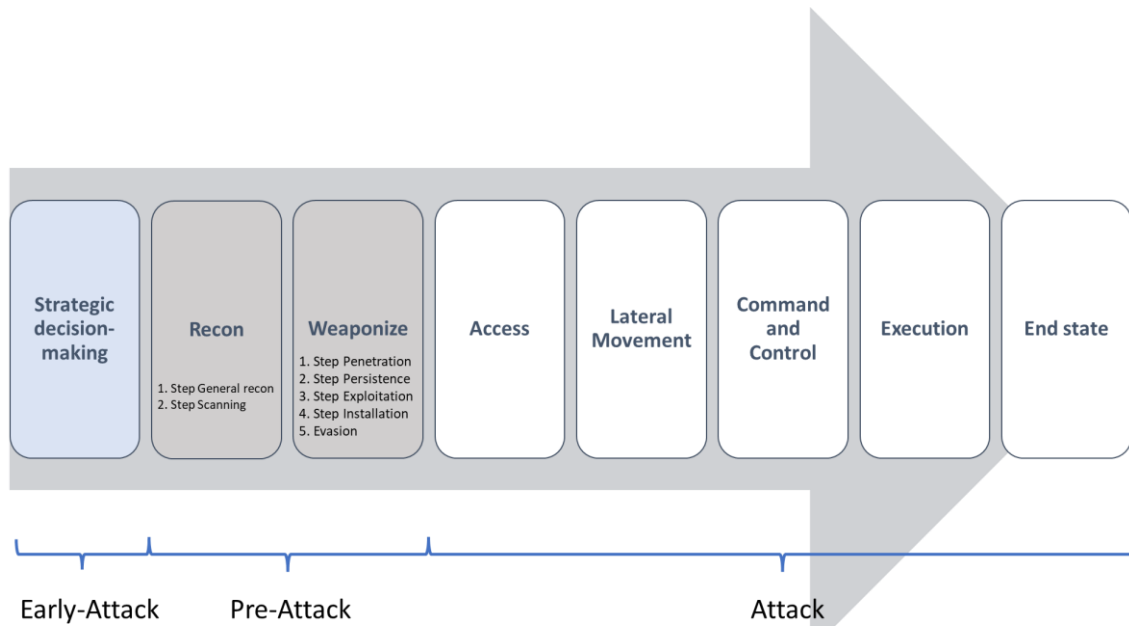 Strategic
decision-
making
Recon
1. Step General recon
2. Step Scanning
Weaponize
1. Step Penetration
2. Step Persistence
3. Step Exploitation
4. Step Installation
5. Evasion
Access
Lateral
Movement
Command
and
Control
Execution
End state
Early-Attack
Pre-Attack
Attack